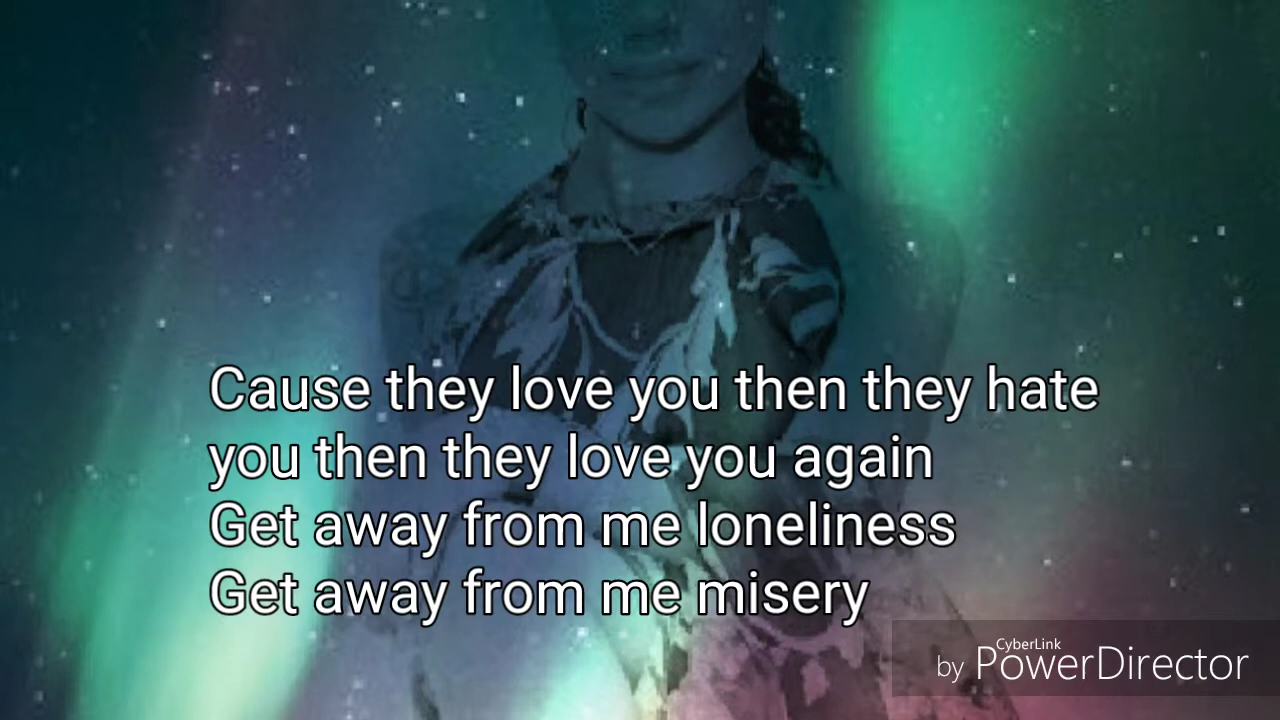 Cause they love you then they hate
you then they love you again
Get away from me loneliness
Get away from me misery
CyberLink
by PowerDirector